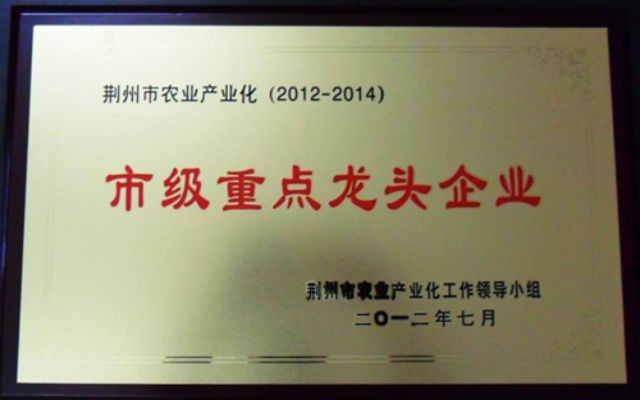 荆州市农业产业化（2012-2014）
市级重点龙头企业
荆州市农业产业化工作领导小组
二〇一二年七月